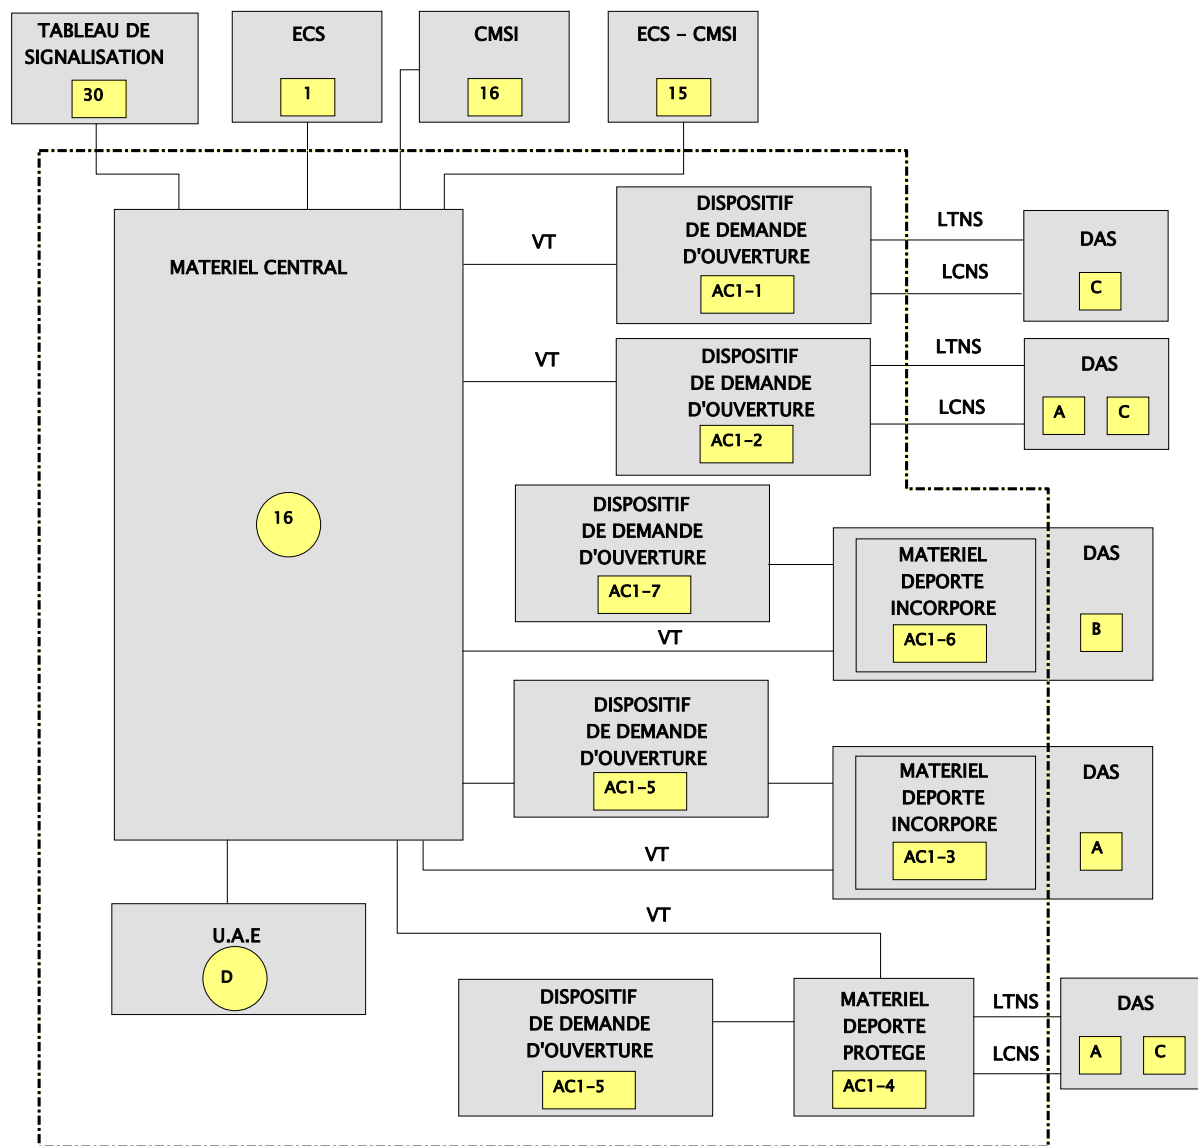 TABLEAU DE
SIGNALISATION
30
ECS
1
CMSI
16
ECS – CMSI
15
MATERIEL CENTRAL
16
VT
DISPOSITIF
DE DEMANDE
D'OUVERTURE
AC1–1
LTNS
LCNS
DAS
C
VT
DISPOSITIF
DE DEMANDE
D'OUVERTURE
AC1–2
LTNS
LCNS
DAS
A C
DISPOSITIF
DE DEMANDE
D'OUVERTURE
AC1–7
VT
MATERIEL
DEPORTE
INCORPORE
AC1–6
DAS
B
DISPOSITIF
DE DEMANDE
D'OUVERTURE
AC1–5
VT
MATERIEL
DEPORTE
INCORPORE
AC1–3
DAS
A
U.A.E
D
VT
DISPOSITIF
DE DEMANDE
D'OUVERTURE
AC1–5
MATERIEL
DEPORTE
PROTEGE
AC1–4
LTNS
LCNS
DAS
A C